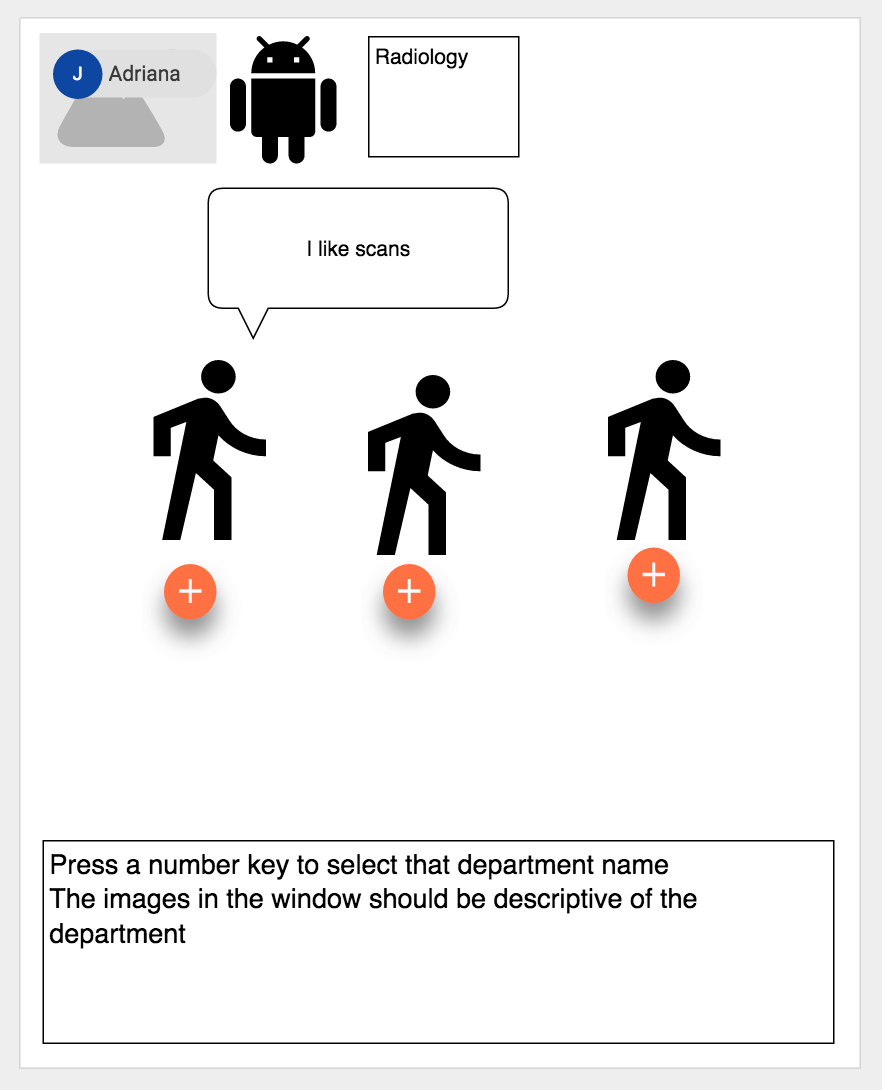 J Adriana
Radiology
I like scans
Press a number key to select that department name
The images in the window should be descriptive of the
department